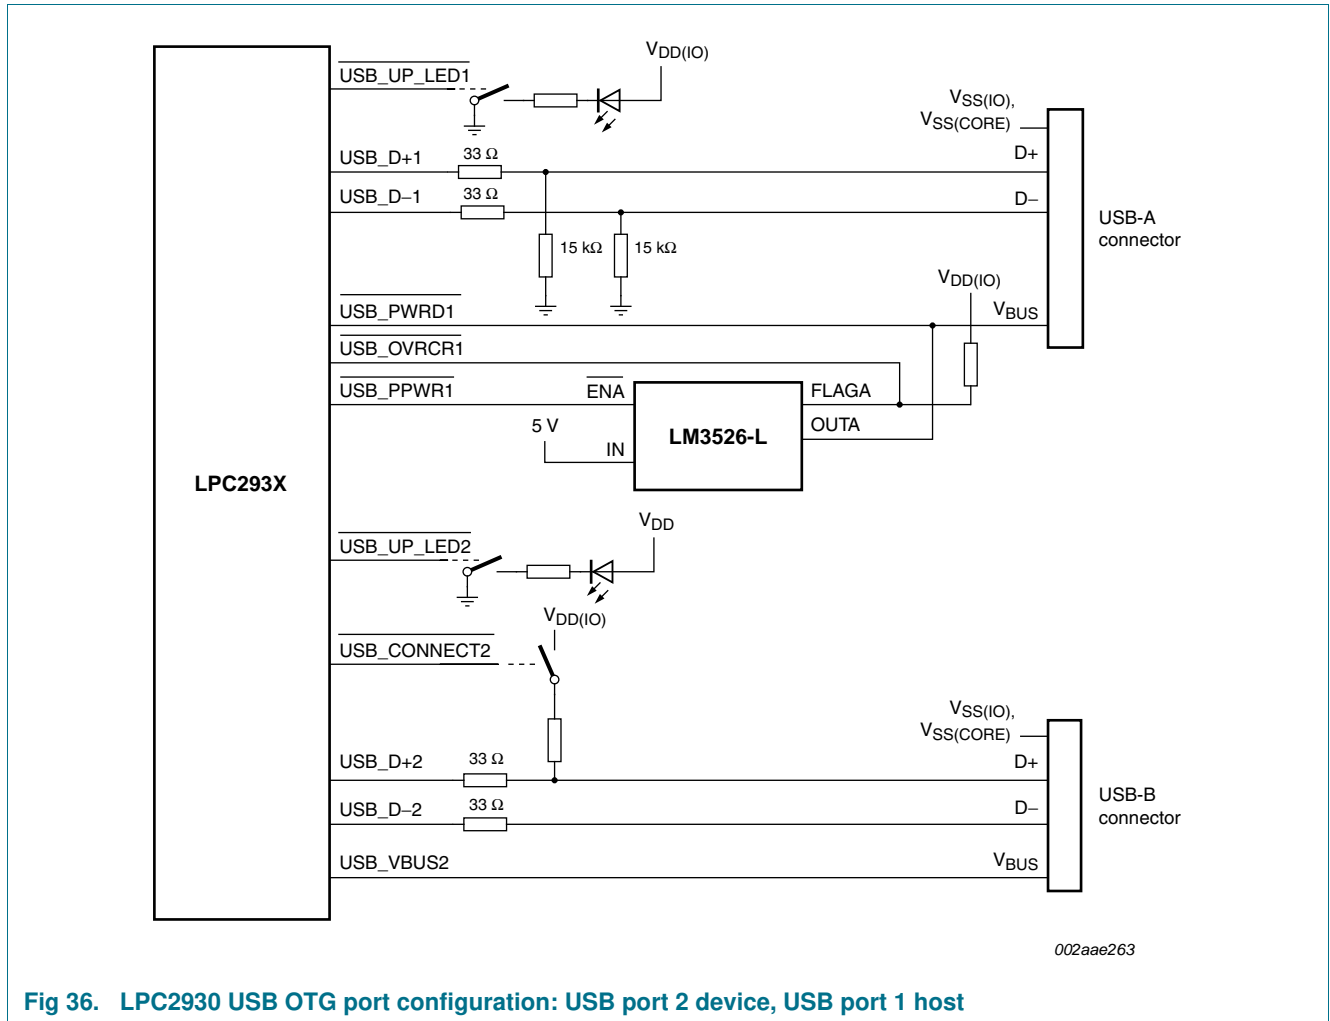 USB_UP_LED1
VDD(IO)
VSS(IO),
VSS(CORE)
USB_D+1
33 Ω
D+
USB_D−1
33 Ω
D−
USB-A
connector
15 kΩ
15 kΩ
VDD(IO)
USB_PWRD1
VBUS
USB_OVRCR1
USB_PPWR1
ENA
FLAGA
5 V
IN
LM3526-L
OUTA
LPC293X
VDD
USB_UP_LED2
VDD(IO)
USB_CONNECT2
VSS(IO),
VSS(CORE)
USB_D+2
33 Ω
D+
USB_D−2
33 Ω
D−
USB-B
connector
USB_VBUS2
VBUS
002aae263
Fig 36. LPC2930 USB OTG port configuration: USB port 2 device, USB port 1 host